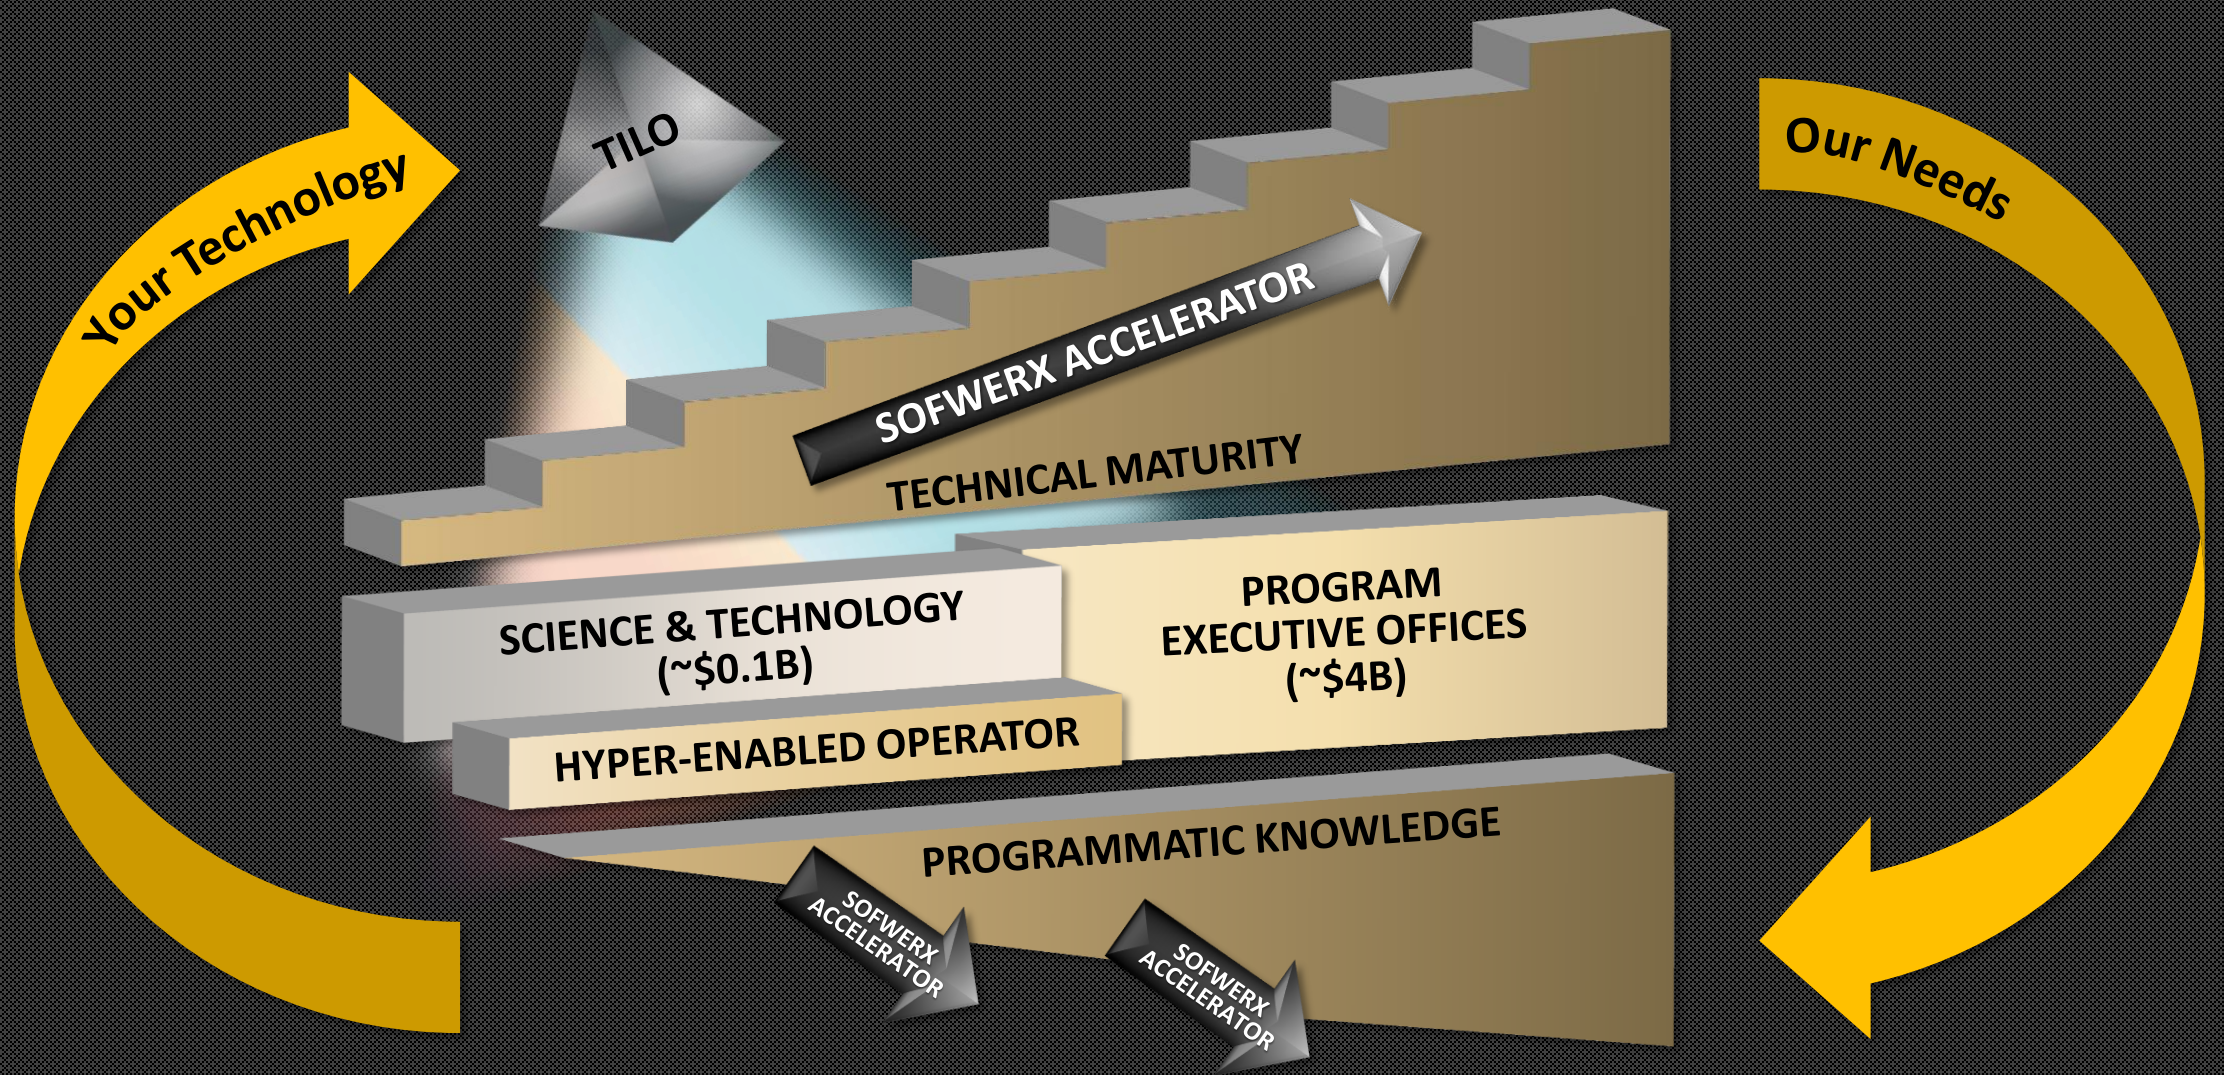 TILO
Your Technology
Our Needs
SOFWERX ACCELERATOR
TECHNICAL MATURITY
SCIENCE & TECHNOLOGY
(~$0.1B)
PROGRAM
EXECUTIVE OFFICES
(~$4B)
HYPER-ENABLED OPERATOR
PROGRAMMATIC KNOWLEDGE
SOFWERX
ACCELERATOR
SOFWERX
ACCELERATOR